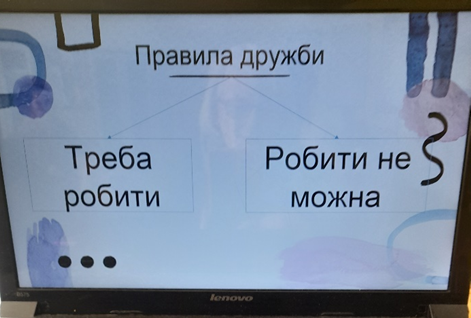 Правила дружби
Треба
робити
Робити не
можна
lenovo